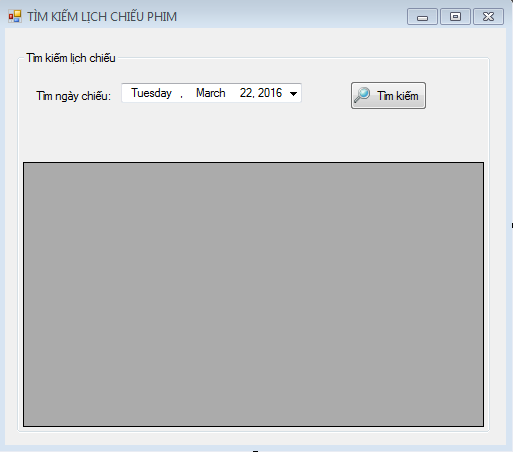 TÌM KIẾM LỊCH CHIẾU PHIM
Tìm kiếm lịch chiếu
Tìm ngày chiếu: Tuesday , March 22, 2016 Tìm kiếm